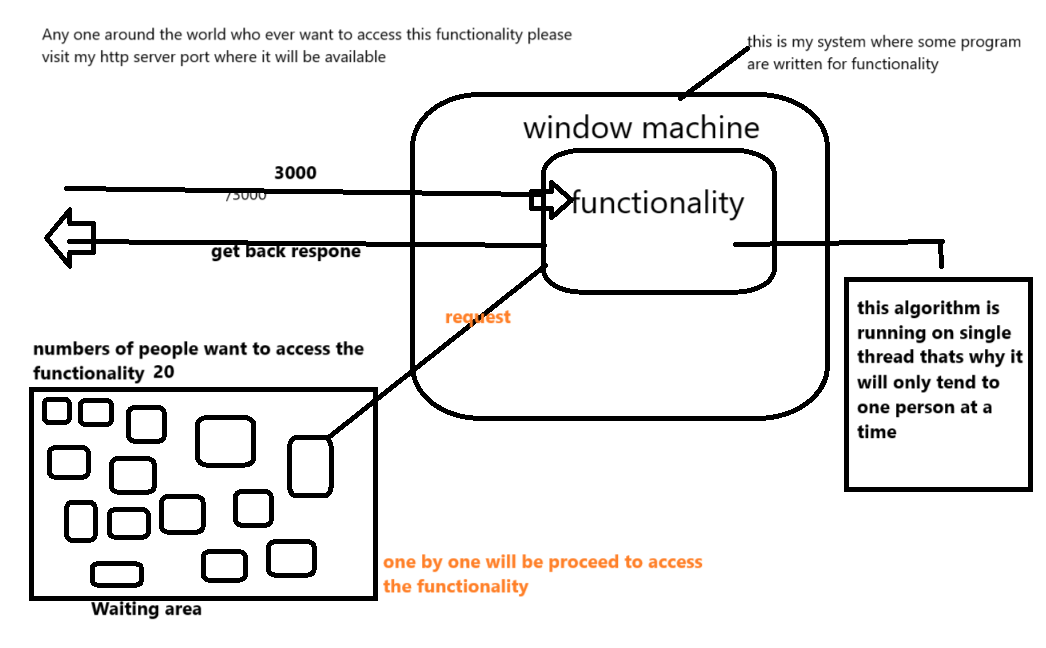 Any one around the world who ever want to access this functionality please
visit my http server port where it will be available
this is my system where some program
are written for functionality
window machine
3000
/3000
functionality
get back respone
request
this algorithm is
running on single
thread thats why it
will only tend to
one person at a
time
numbers of people want to access the
functionality 20
one by one will be proceed to access
the functionality
Waiting area